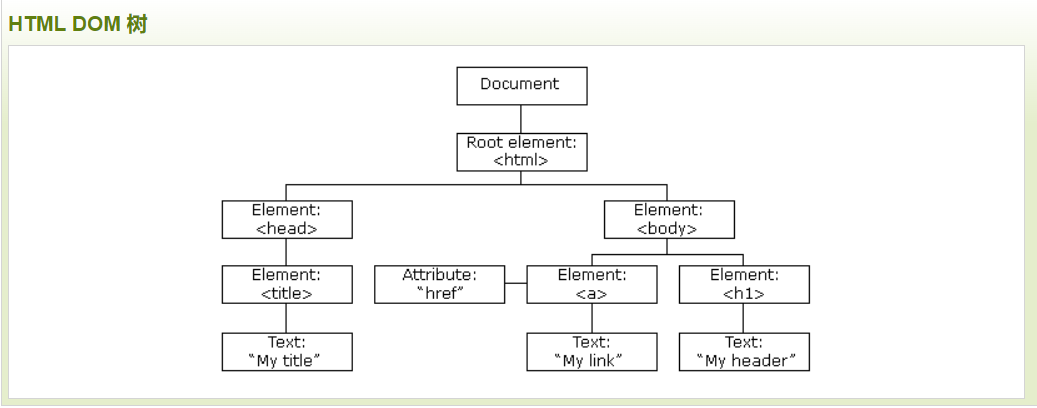 HTML DOM 树
Document
Root element:
<html>
Element:
<head>
Element:
<body>
Element:
<title>
Attribute:
“href”
Element:
<a>
Element:
<h1>
Text:
“My title”
Text:
“My link”
Text:
“My header”